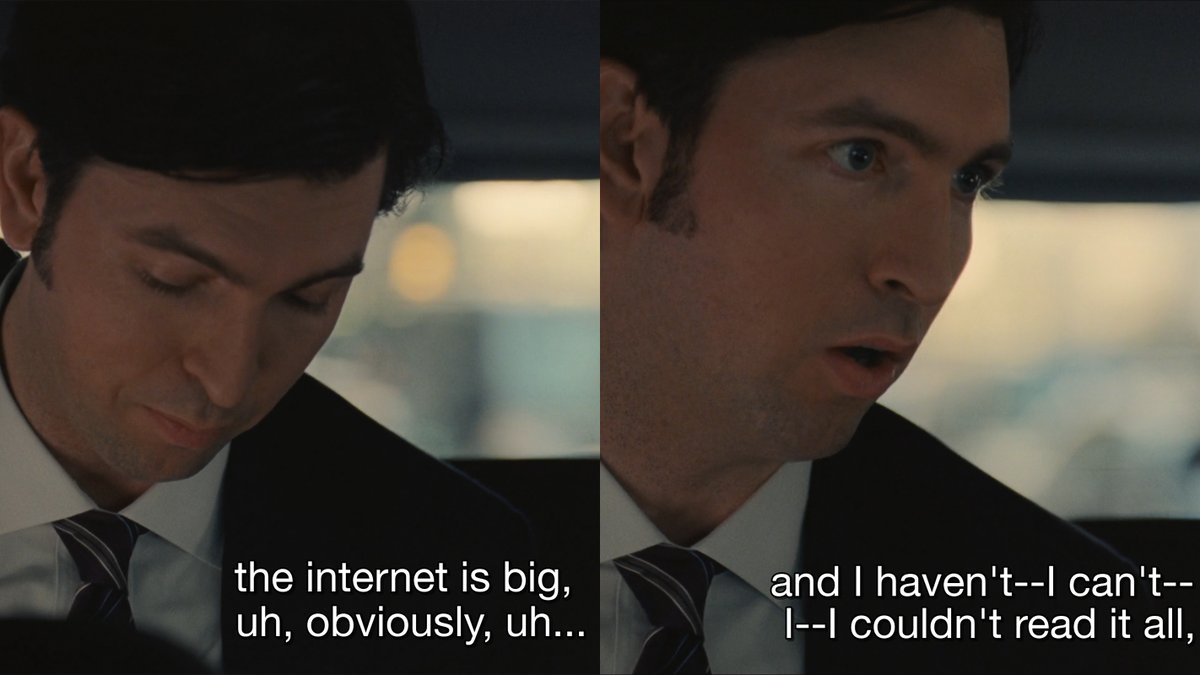 the internet is big,
uh, obviously, uh...
and I haven't--I can't--
I--I couldn't read it all,